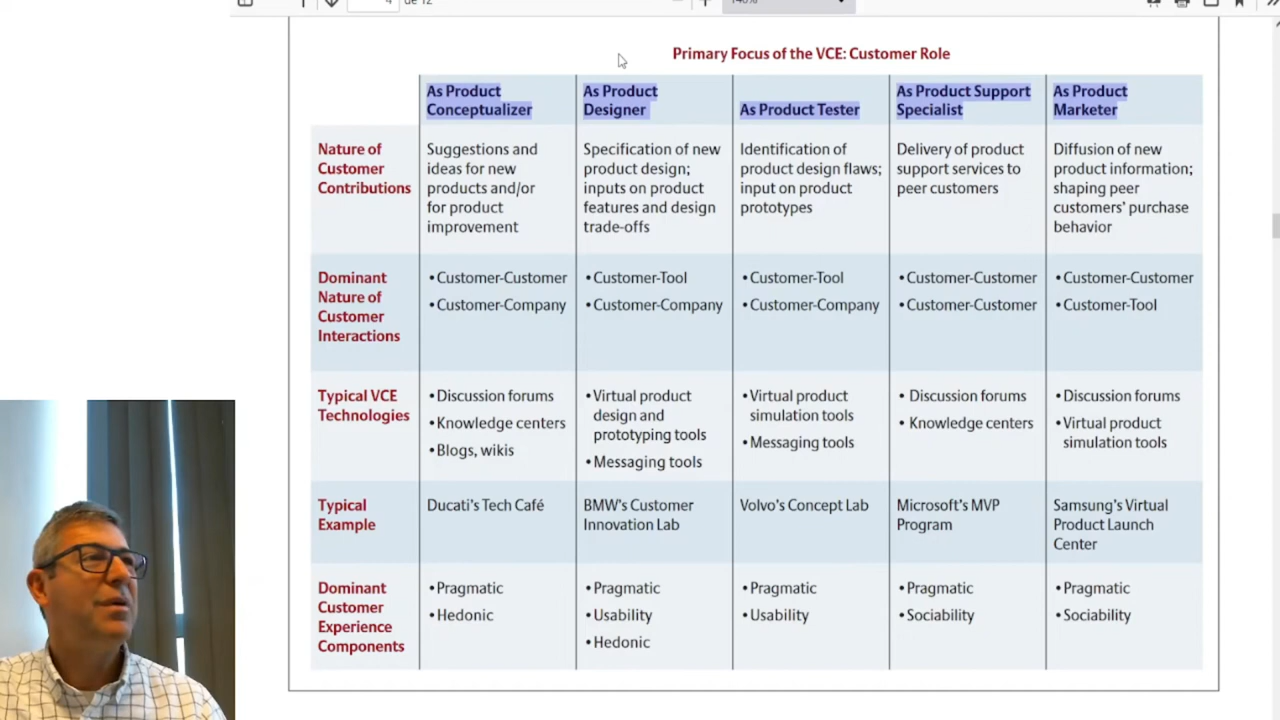 4 de 12
Primary Focus of the VCE: Customer Role
As Product
Conceptualizer
As Product
Designer
As Product Tester
As Product Support
Specialist
As Product
Marketer
Nature of
Customer
Contributions
Suggestions and
ideas for new
products and/or
for product
improvement
Specification of new
product design;
inputs on product
features and design
trade-offs
Identification of
product design flaws;
input on product
prototypes
Delivery of product
support services to
peer customers
Diffusion of new
product information;
shaping peer
customers’ purchase
behavior
Dominant
Nature of
Customer
Interactions
• Customer-Customer
• Customer-Company
• Customer-Tool
• Customer-Company
• Customer-Tool
• Customer-Company
• Customer-Customer
• Customer-Customer
• Customer-Customer
• Customer-Tool
Typical VCE
Technologies
• Discussion forums
• Knowledge centers
• Blogs, wikis
• Virtual product
design and
prototyping tools
• Messaging tools
• Virtual product
simulation tools
• Messaging tools
• Discussion forums
• Knowledge centers
• Discussion forums
• Virtual product
simulation tools
Typical
Example
Ducati’s Tech Café
BMW’s Customer
Innovation Lab
Volvo’s Concept Lab
Microsoft’s MVP
Program
Samsung’s Virtual
Product Launch
Center
Dominant
Customer
Experience
Components
• Pragmatic
• Hedonic
• Pragmatic
• Usability
• Hedonic
• Pragmatic
• Usability
• Pragmatic
• Sociability
• Pragmatic
• Sociability